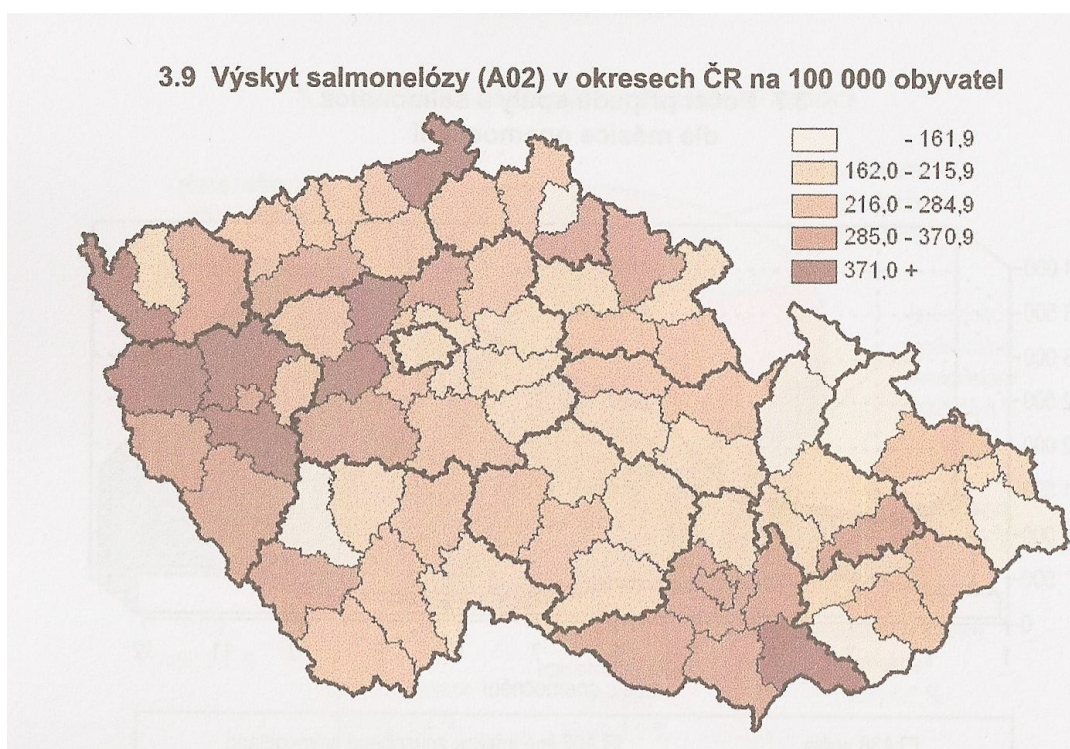 3.9 Výskyt salmonelózy (A02) v okresech ČR na 100 000 obyvatel
- 161,9
162,0 - 215,9
216,0 - 284,9
285,0 - 370,9
371,0 +